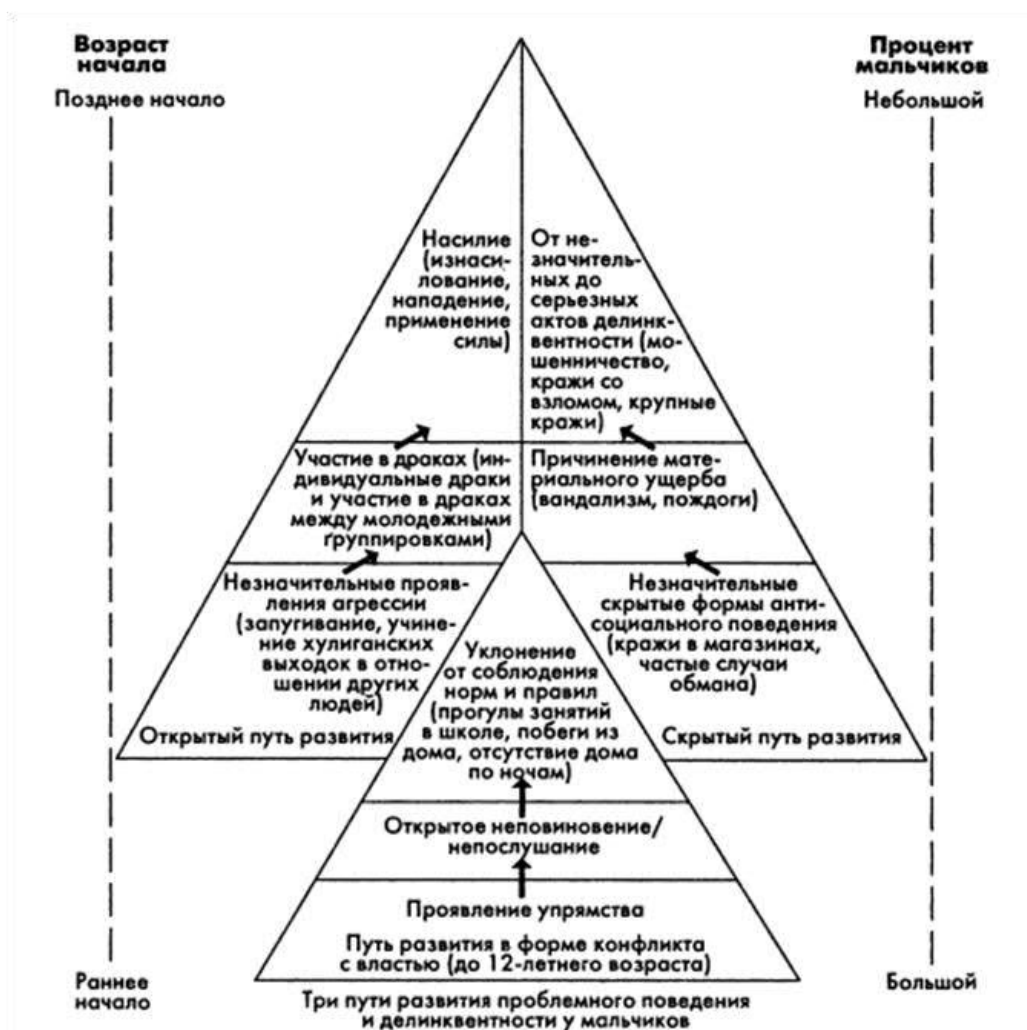 Возраст
начала
Позднее начало
Процент
мальчиков
Небольшой
Насилие
(изнаси-
лование,
нападение,
применение
силы)
От не-
значитель-
ных до
серьезных
актов делинк-
вентности (мо-
шенничество,
кражи со
взломом, крупные
кражи)
Участие в драках (ин-
дивидуальные драки
и участие в драках
между молодежными
группировками)
Причинение мате-
риального ущерба
(вандализм, пождоги)
Незначительные прояв-
ления агрессии
(запугивание, учине-
ние хулиганских
выходок в отно-
шении других
людей)
Открытый путь развития
Незначительные
скрытые формы анти-
социального поведения
(кражи в магазинах,
частые случаи
обмана)
Скрытый путь развития
Уклонение
от соблюдения
норм и правил
(прогулы занятий
в школе, побеги из
дома, отсутствие дома
по ночам)
Открытое неповиновение/
непослушание
Проявление упрямства
Путь развития в форме конфликта
с властью (до 12-летнего возраста)
Раннее
начало
Большой
Три пути развития проблемного поведения
и делинквентности у мальчиков